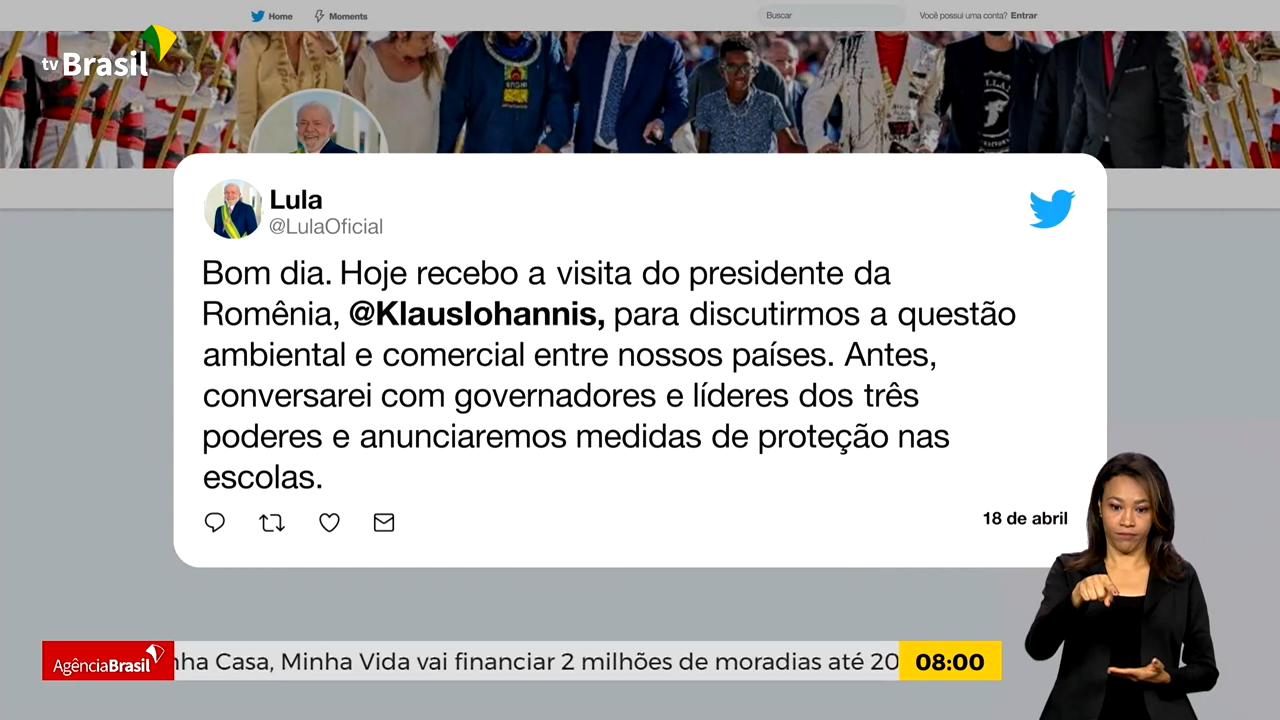 Home
Moments
Buscar
Você possui uma conta? Entrar
tv Brasil
Lula
@LulaOficial
Bom dia. Hoje recebo a visita do presidente da
Romênia, @KlausIohannis, para discutirmos a questão
ambiental e comercial entre nossos países. Antes,
conversarei com governadores e líderes dos três
poderes e anunciaremos medidas de proteção nas
escolas.
18 de abril
AgênciaBrasil
nha Casa, Minha Vida vai financiar 2 milhões de moradias até 20
08:00